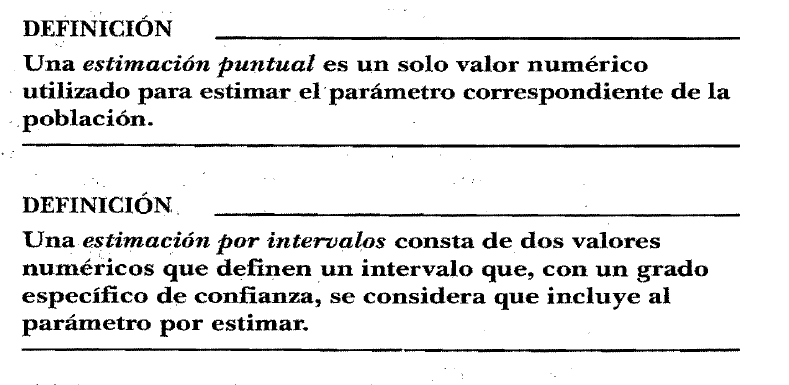 DEFINICIÓN
Una estimación puntual es un solo valor numérico
utilizado para estimar el parámetro correspondiente de la
población.
DEFINICIÓN
Una estimación por intervalos consta de dos valores
numéricos que definen un intervalo que, con un grado
específico de confianza, se considera que incluye al
parámetro por estimar.